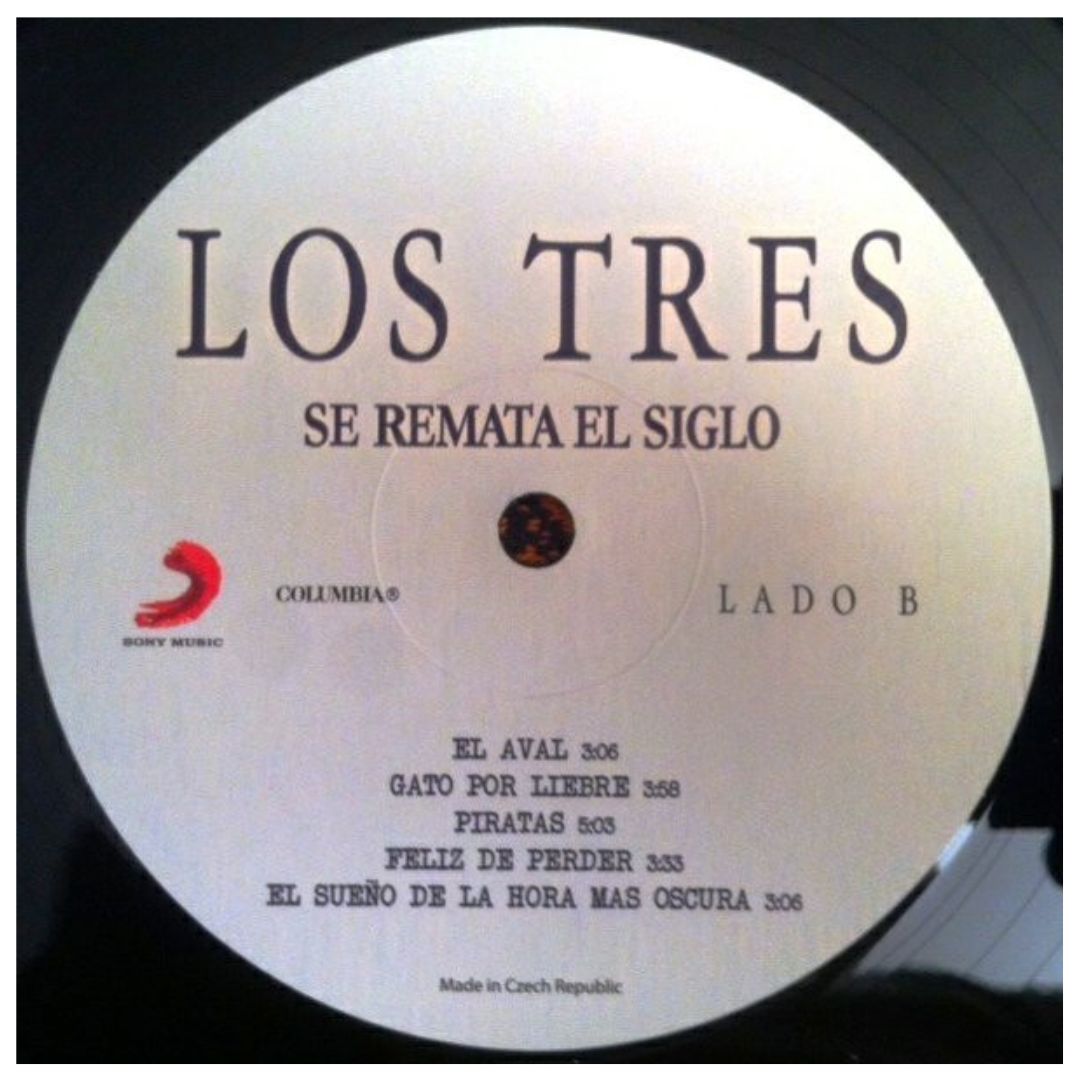 LOS TRES
SE REMATA EL SIGLO
SONY MUSIC
COLUMBIA®
LADO B
EL AVAL 3:06
GATO POR LIEBRE 3:58
PIRATAS 5:03
FELIZ DE PERDER 3:33
EL SUEÑO DE LA HORA MAS OSCURA 3:06
Made in Czech Republic